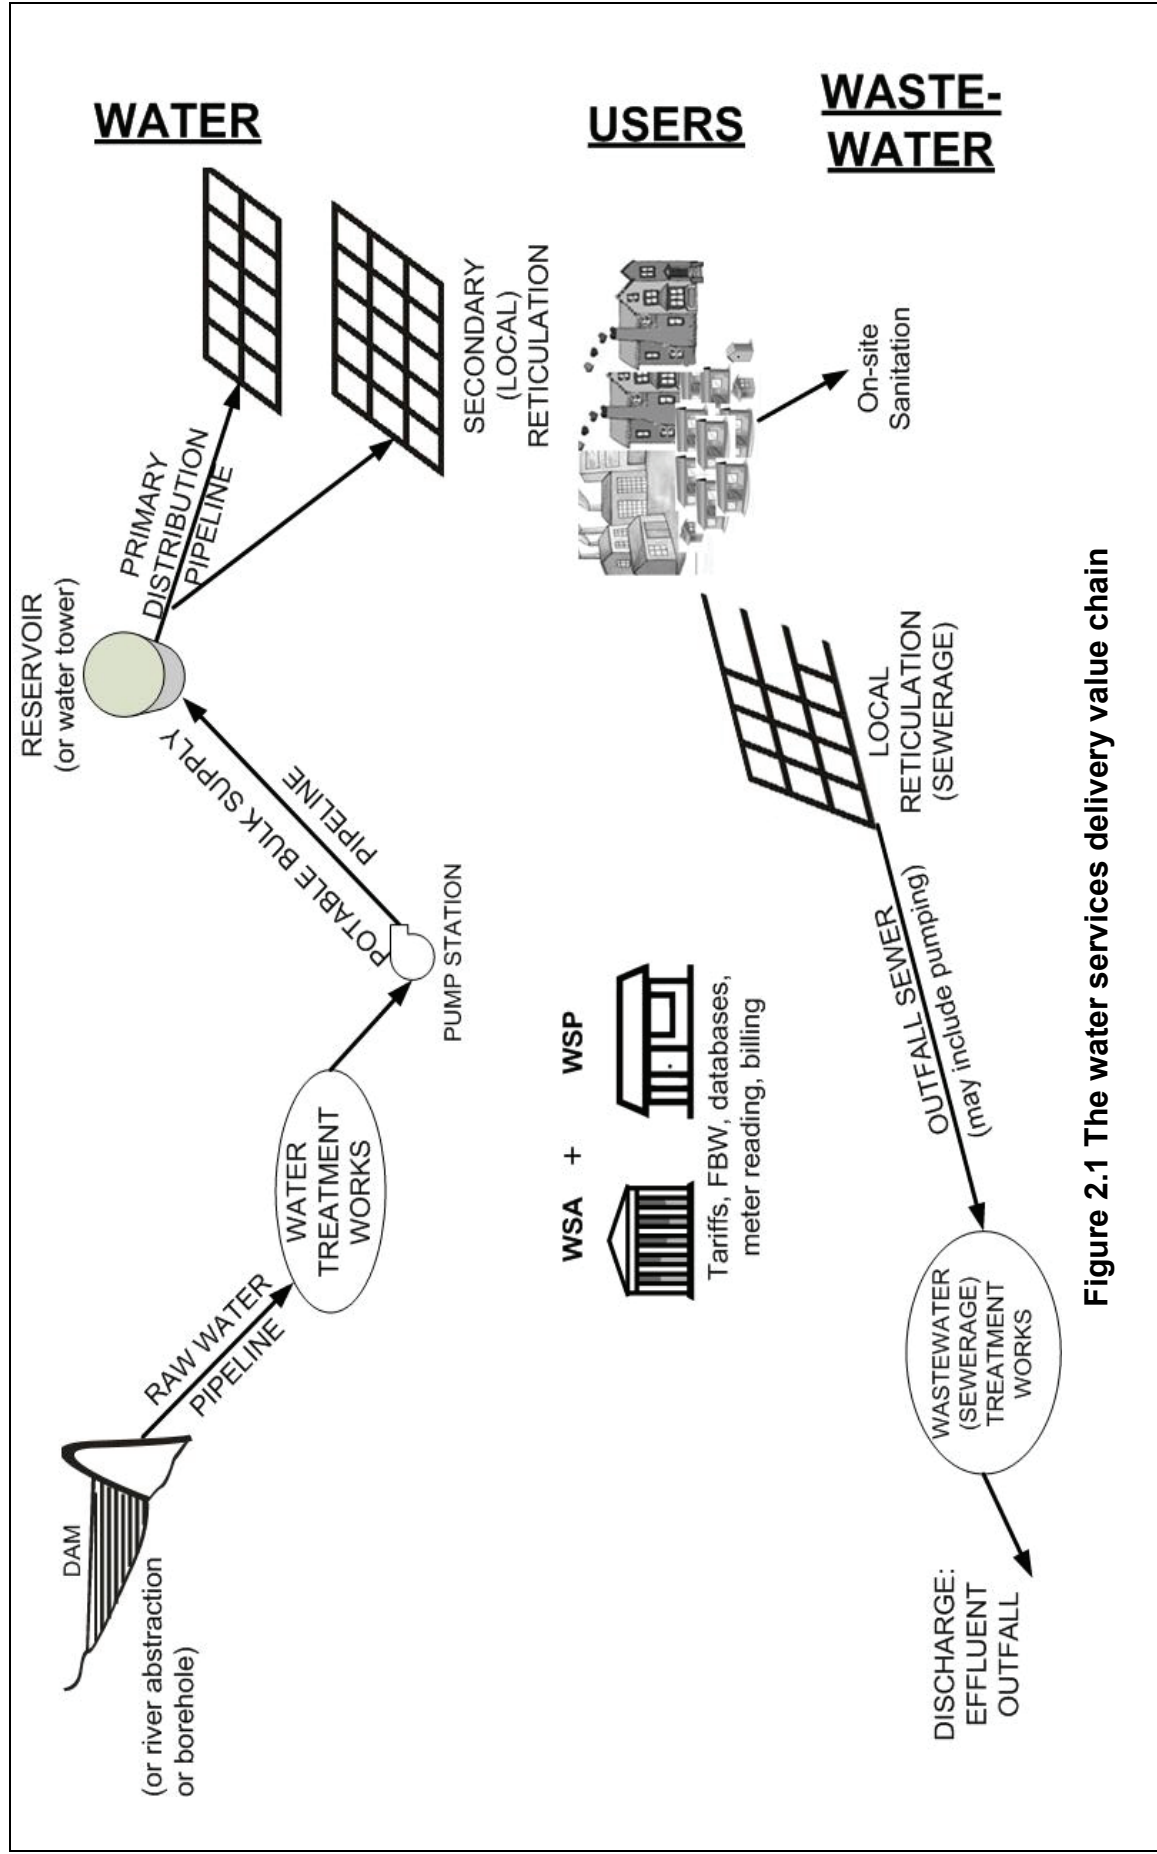 WATER
DAM
(or river abstraction
or borehole)
RAW WATER
PIPELINE
WATER
TREATMENT
WORKS
PUMP STATION
POTABLE BULK SUPPLY
PIPELINE
RESERVOIR
(or water tower)
PRIMARY
DISTRIBUTION
PIPELINE
SECONDARY
(LOCAL)
RETICULATION
USERS
WSA + WSP
Tariffs, FBW, databases,
meter reading, billing
WASTE-
WATER
On-site
Sanitation
LOCAL
RETICULATION
(SEWERAGE)
OUTFALL SEWER
(may include pumping)
WASTEWATER
(SEWERAGE)
TREATMENT
WORKS
DISCHARGE:
EFFLUENT
OUTFALL
Figure 2.1 The water services delivery value chain